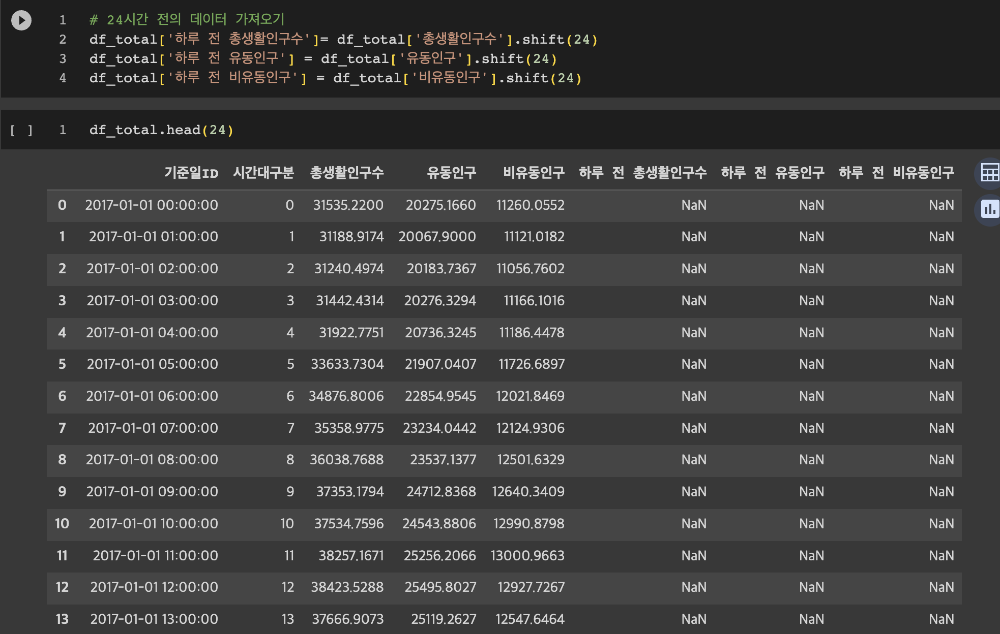 1 # 24시간 전의 데이터 가져오기
2 df_total['하루 전 총생활인구수']= df_total['총생활인구수'].shift(24)
3 df_total['하루 전 유동인구'] = df_total['유동인구'].shift(24)
4 df_total['하루 전 비유동인구'] = df_total['비유동인구'].shift(24)
[ ] 1 df_total.head(24)
기준일ID 시간대구분 총생활인구수 유동인구 비유동인구 하루 전 총생활인구수 하루 전 유동인구 하루 전 비유동인구
0 2017-01-01 00:00:00 0 31535.2200 20275.1660 11260.0552 NaN NaN NaN
1 2017-01-01 01:00:00 1 31188.9174 20067.9000 11121.0182 NaN NaN NaN
2 2017-01-01 02:00:00 2 31240.4974 20183.7367 11056.7602 NaN NaN NaN
3 2017-01-01 03:00:00 3 31442.4314 20276.3294 11166.1016 NaN NaN NaN
4 2017-01-01 04:00:00 4 31922.7751 20736.3245 11186.4478 NaN NaN NaN
5 2017-01-01 05:00:00 5 33633.7304 21907.0407 11726.6897 NaN NaN NaN
6 2017-01-01 06:00:00 6 34876.8006 22854.9545 12021.8469 NaN NaN NaN
7 2017-01-01 07:00:00 7 35358.9775 23234.0442 12124.9306 NaN NaN NaN
8 2017-01-01 08:00:00 8 36038.7688 23537.1377 12501.6329 NaN NaN NaN
9 2017-01-01 09:00:00 9 37353.1794 24712.8368 12640.3409 NaN NaN NaN
10 2017-01-01 10:00:00 10 37534.7596 24543.8806 12990.8798 NaN NaN NaN
11 2017-01-01 11:00:00 11 38257.1671 25256.2066 13000.9663 NaN NaN NaN
12 2017-01-01 12:00:00 12 38423.5288 25495.8027 12927.7267 NaN NaN NaN
13 2017-01-01 13:00:00 13 37666.9073 25119.2627 12547.6464 NaN NaN NaN